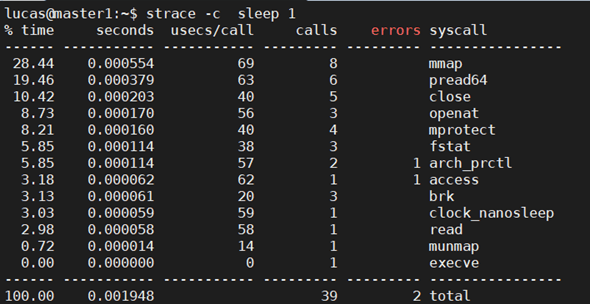 lucas@master1:~$ strace -c  sleep 1
% time     seconds  usecs/call     calls    errors syscall
------ ----------- ----------- --------- --------- ----------------
 28.44    0.000554          69         8           mmap
 19.46    0.000379          63         6           pread64
 10.42    0.000203          40         5           close
  8.73    0.000170          56         3           openat
  8.21    0.000160          40         4           mprotect
  5.85    0.000114          38         3           fstat
  5.85    0.000114          57         2         1 arch_prctl
  3.18    0.000062          62         1         1 access
  3.13    0.000061          20         3           brk
  3.03    0.000059          59         1           clock_nanosleep
  2.98    0.000058          58         1           read
  0.72    0.000014          14         1           munmap
  0.00    0.000000           0         1           execve
------ ----------- ----------- --------- --------- ----------------
100.00    0.001948                    39         2 total